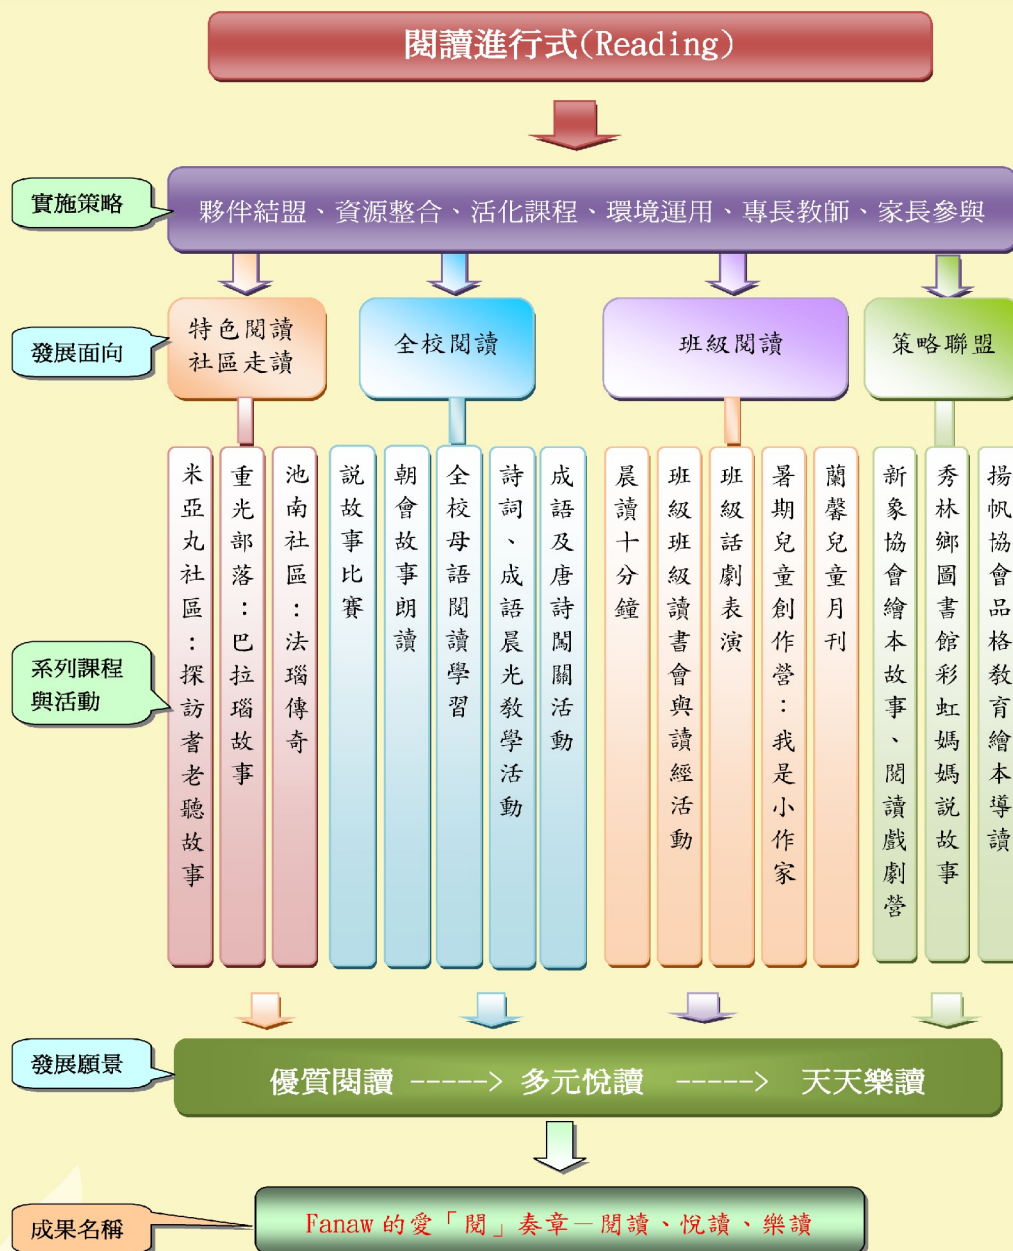 閱讀進行式(Reading)
實施策略
夥伴結盟、資源整合、活化課程、環境運用、專長教師、家長參與
發展面向
特色閱讀
社區走讀
全校閱讀
班級閱讀
策略聯盟
系列課程
與活動
米亞丸社區：探訪耆老聽故事
重光部落：巴拉瑙故事
池南社區：法瑙傳奇
說故事比賽
朝會故事朗讀
全校母語閱讀學習
詩詞、成語晨光教學活動
成語及唐詩闖關活動
晨讀十分鐘
班級班級讀書會與讀經活動
班級話劇表演
暑期兒童創作營：我是小作家
蘭馨兒童月刊
新象協會繪本故事、閱讀戲劇營
秀林鄉圖書館彩虹媽媽說故事
揚帆協會品格教育繪本導讀
發展願景
優質閱讀 -----> 多元悅讀 -----> 天天樂讀
成果名稱
Fanaw 的愛「閱」奏章－閱讀、悅讀、樂讀